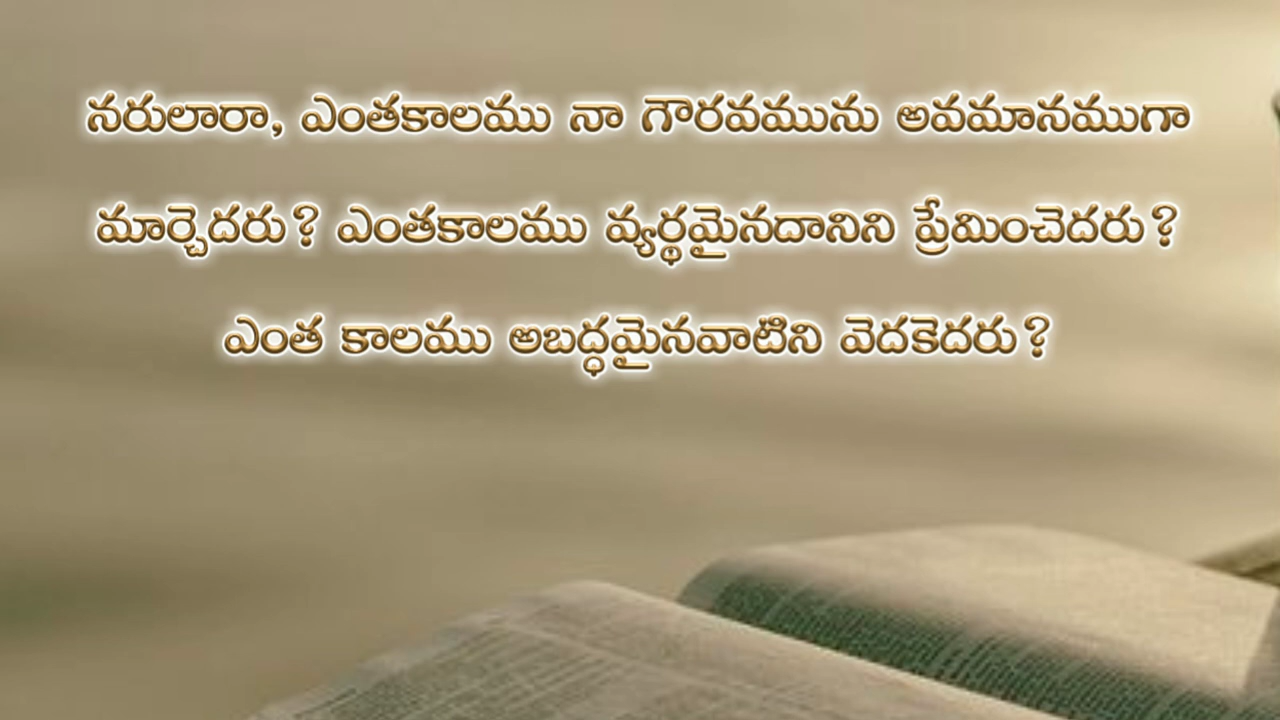 నరులారా, ఎంతకాలము నా గౌరవమును అవమానముగా
మార్చెదరు? ఎంతకాలము వ్యర్థమైనదానిని ప్రేమించెదరు?
ఎంత కాలము అబద్ధమైనవాటిని వెదకెదరు?